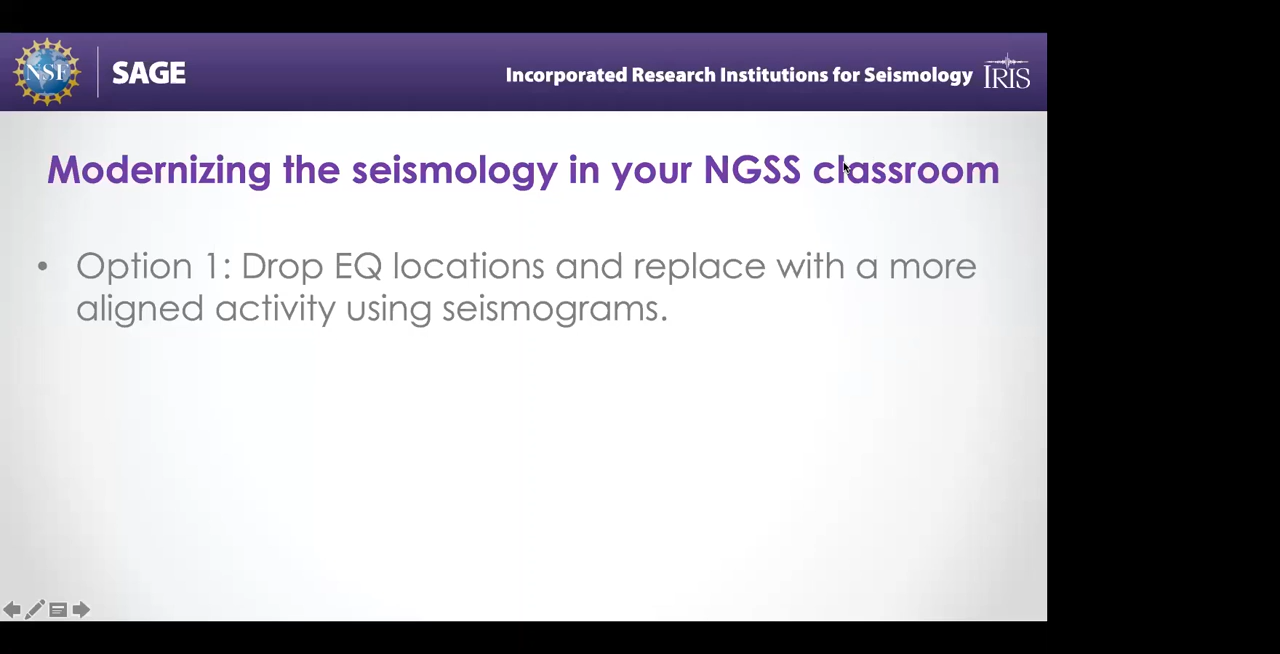 NSF
SAGE
Incorporated Research Institutions for Seismology
IRIS
Modernizing the seismology in your NGSS classroom
• Option 1: Drop EQ locations and replace with a more
aligned activity using seismograms.